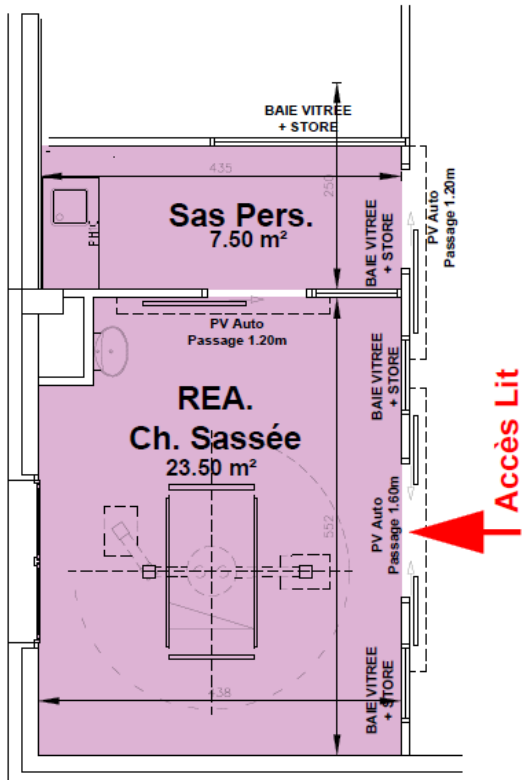 BAIE VITREE
+ STORE
435
250
Sas Pers.
7.50 m²
BAIE VITREE
+ STORE
PV Auto
Passage 1.20m
PV Auto
Passage 1.20m
BAIE VITREE
+ STORE
REA.
Ch. Sassée
23.50 m²
552
PV Auto
Passage 1.60m
Accès Lit
438
BAIE VITREE
+ STORE